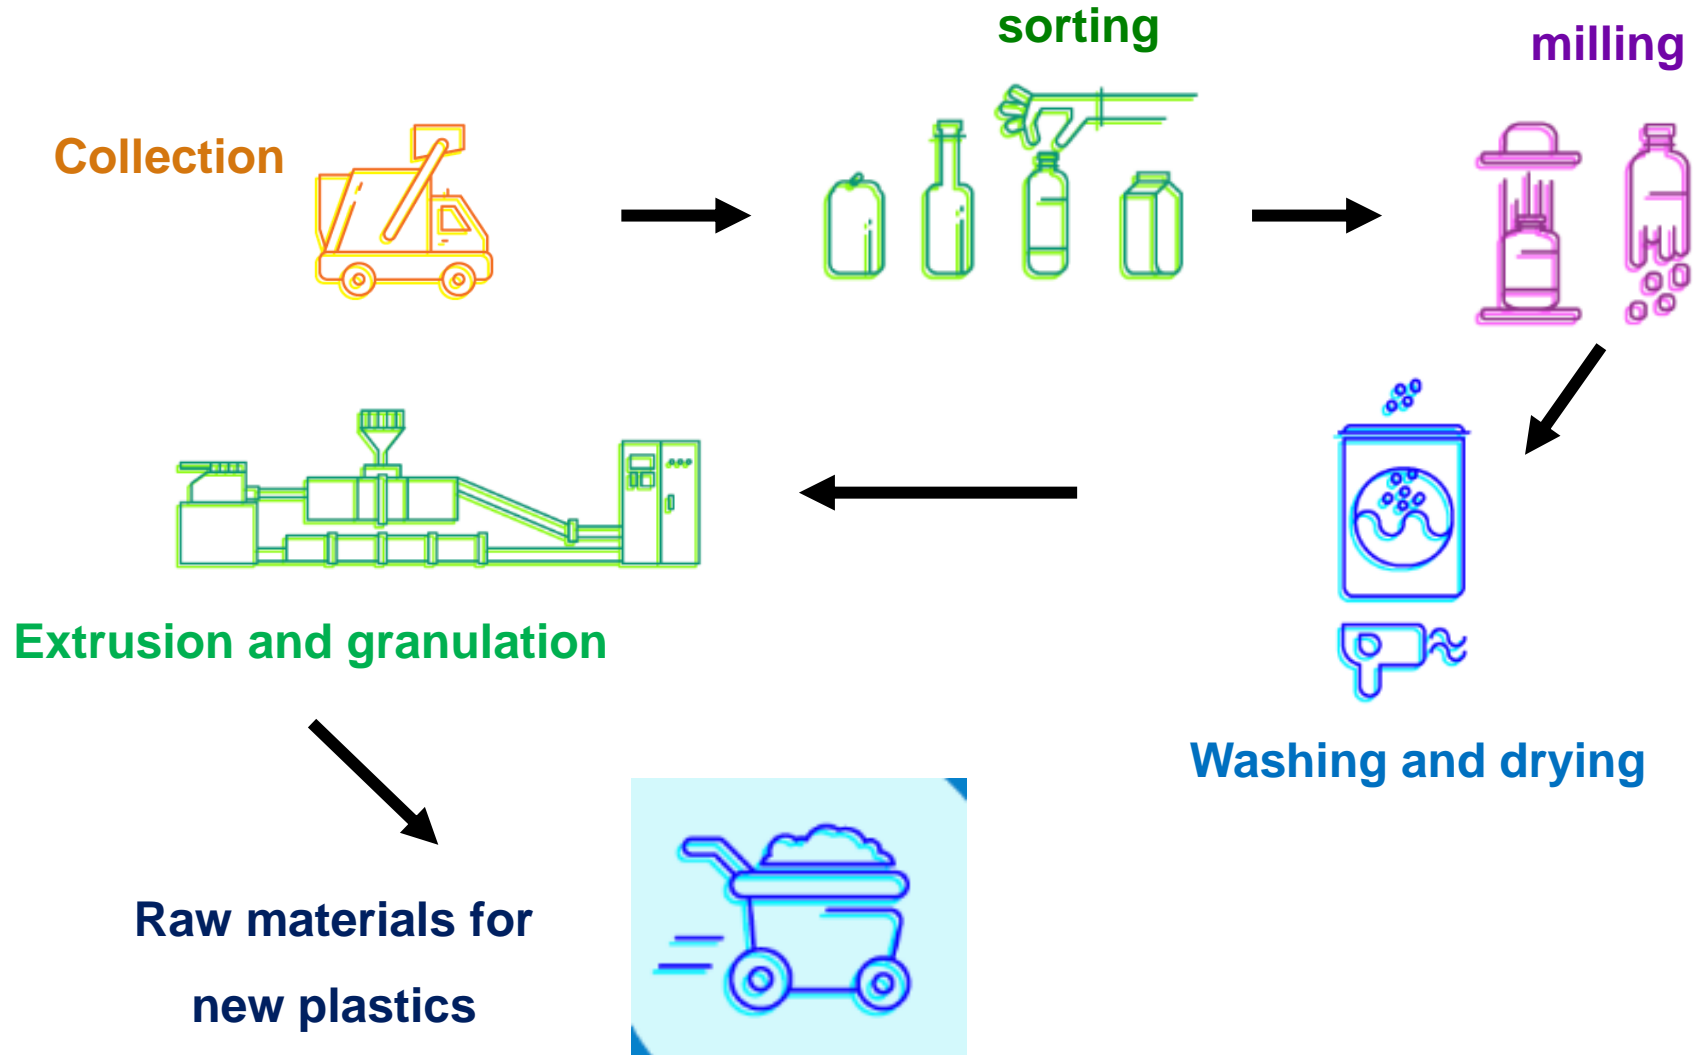 sorting
milling
Collection
Extrusion and granulation
Washing and drying
Raw materials for
new plastics